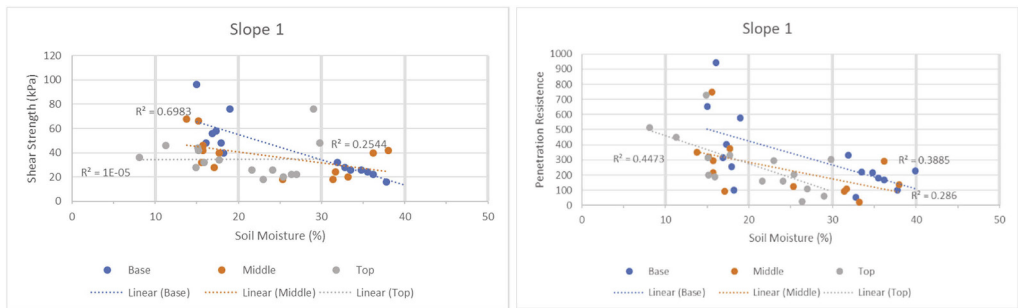 Slope 1
Shear Strength (kPa)
120
100
80
60
40
20
0
R² = 0.6983
R² = 0.2544
R² = 1E-05
0 10 20 30 40 50
Soil Moisture (%)
Base Middle Top
Linear (Base) Linear (Middle) Linear (Top)
Slope 1
Penetration Resistence
1000
900
800
700
600
500
400
300
200
100
0
R² = 0.4473
R² = 0.3885
R² = 0.286
0 10 20 30 40 50
Soil Moisture (%)
Base Middle Top
Linear (Base) Linear (Middle) Linear (Top)